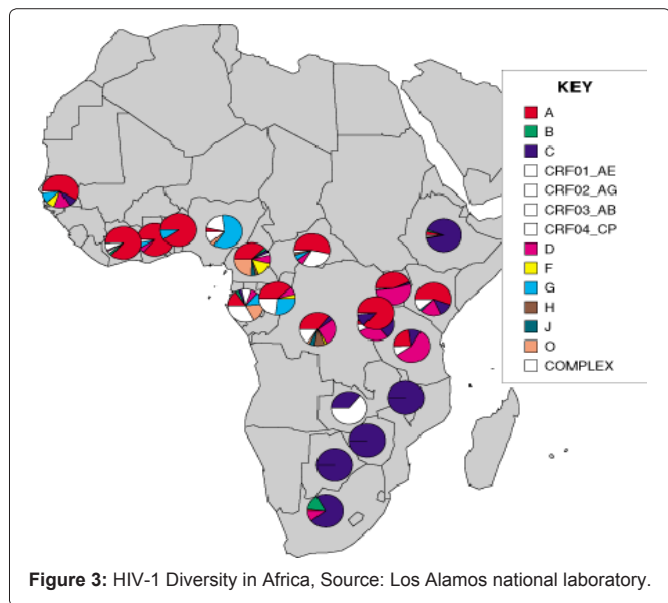 KEY
A
B
C
CRF01_AE
CRF02_AG
CRF03_AB
CRF04_CP
D
F
G
H
J
O
COMPLEX
Figure 3: HIV-1 Diversity in Africa, Source: Los Alamos national laboratory.